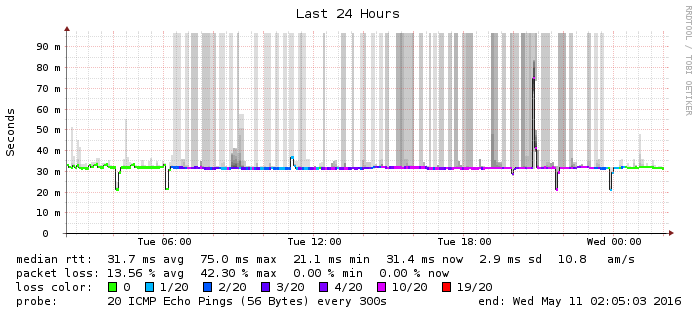 Last 24 Hours
RRDTOOL / TOBI OETIKER
Seconds
90 m
80 m
70 m
60 m
50 m
40 m
30 m
20 m
10 m
0
Tue 06:00 Tue 12:00 Tue 18:00 Wed 00:00
median rtt: 31.7 ms avg 75.0 ms max 21.1 ms min 31.4 ms now 2.9 ms sd 10.8 am/s
packet loss: 13.56 % avg 42.30 % max 0.00 % min 0.00 % now
loss color: 0 1/20 2/20 3/20 4/20 10/20 19/20
probe: 20 ICMP Echo Pings (56 Bytes) every 300s end: Wed May 11 02:05:03 2016